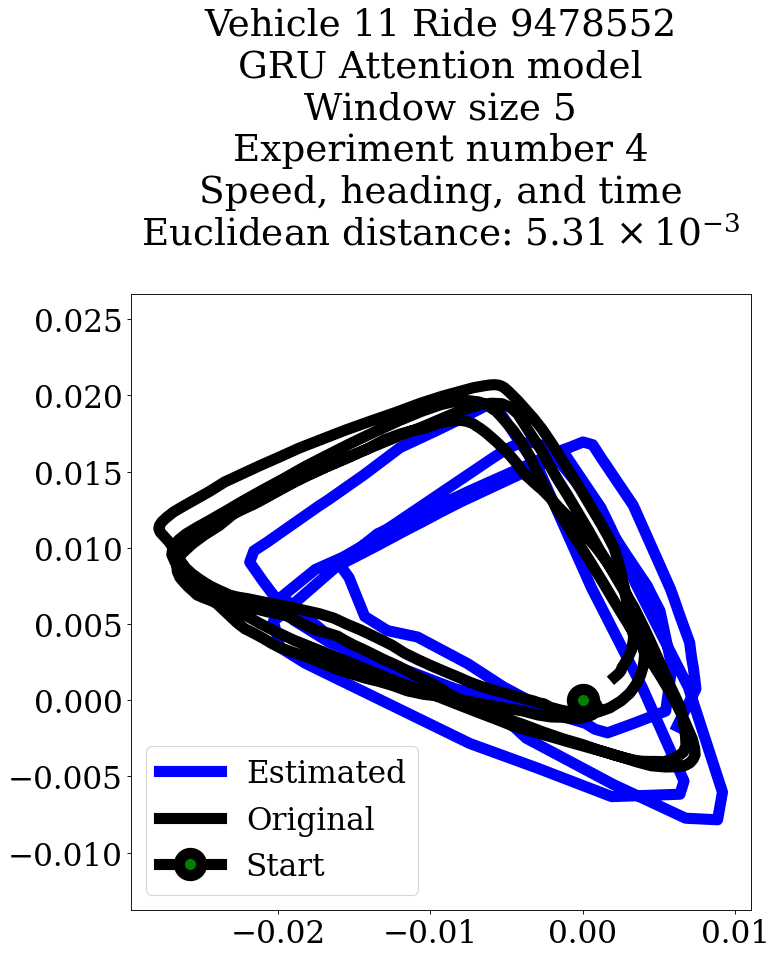 Vehicle 11 Ride 9478552
GRU Attention model
Window size 5
Experiment number 4
Speed, heading, and time
Euclidean distance: 5.31 × 10⁻³
0.025
0.020
0.015
0.010
0.005
0.000
−0.005
−0.010
Estimated
Original
Start
−0.02 −0.01 0.00 0.01